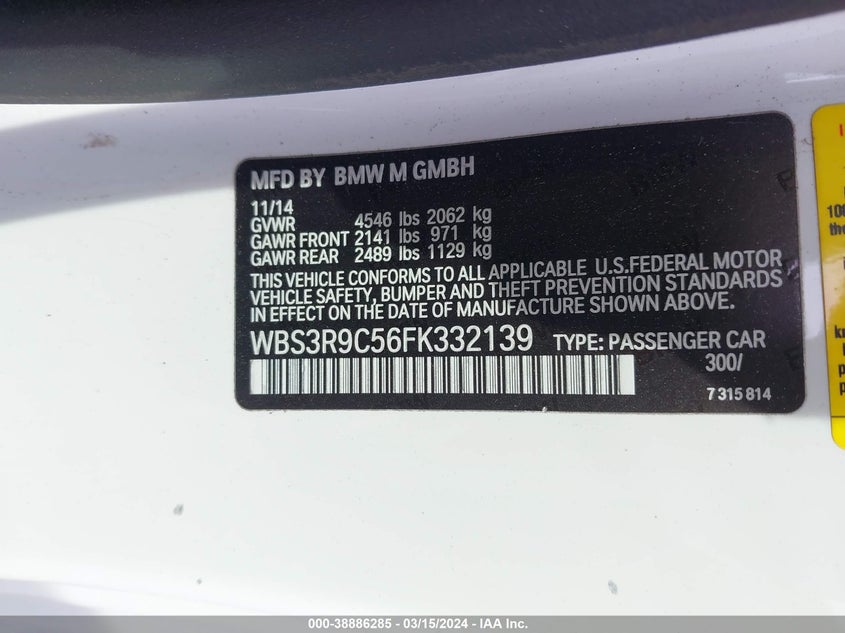 MFD BY BMW M GMBH
11/14
GVWR 4546 lbs 2062 kg
GAWR FRONT 2141 lbs 971 kg
GAWR REAR 2489 lbs 1129 kg
THIS VEHICLE CONFORMS TO ALL APPLICABLE U.S.FEDERAL MOTOR
VEHICLE SAFETY, BUMPER AND THEFT PREVENTION STANDARDS
IN EFFECT ON THE DATE OF MANUFACTURE SHOWN ABOVE.
WBS3R9C56FK332139 TYPE: PASSENGER CAR
300/
7 315 814
000-38886285 - 03/15/2024 - IMPACT AUCTIONS